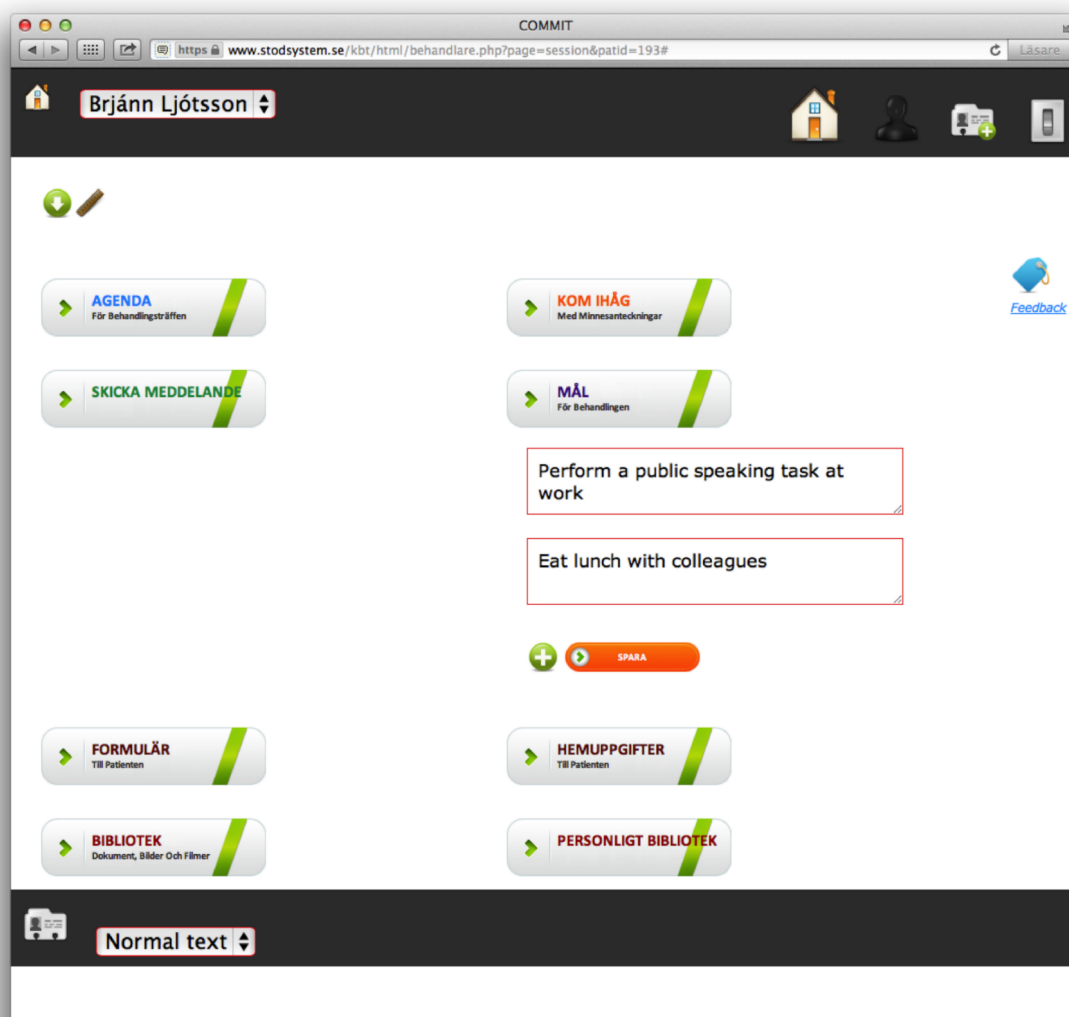 COMMIT
https www.stodsystem.se/kbt/html/behandlare.php?page=session&patid=193#
Läsare
Brjánn Ljótsson
Feedback
AGENDA
För Behandlingsträffen
KOM IHÅG
Med Minnesanteckningar
SKICKA MEDDELANDE
MÅL
För Behandlingen
Perform a public speaking task at
work
Eat lunch with colleagues
SPARA
FORMULÄR
Till Patienten
HEMUPPGIFTER
Till Patienten
BIBLIOTEK
Dokument, Bilder Och Filmer
PERSONLIGT BIBLIOTEK
Normal text